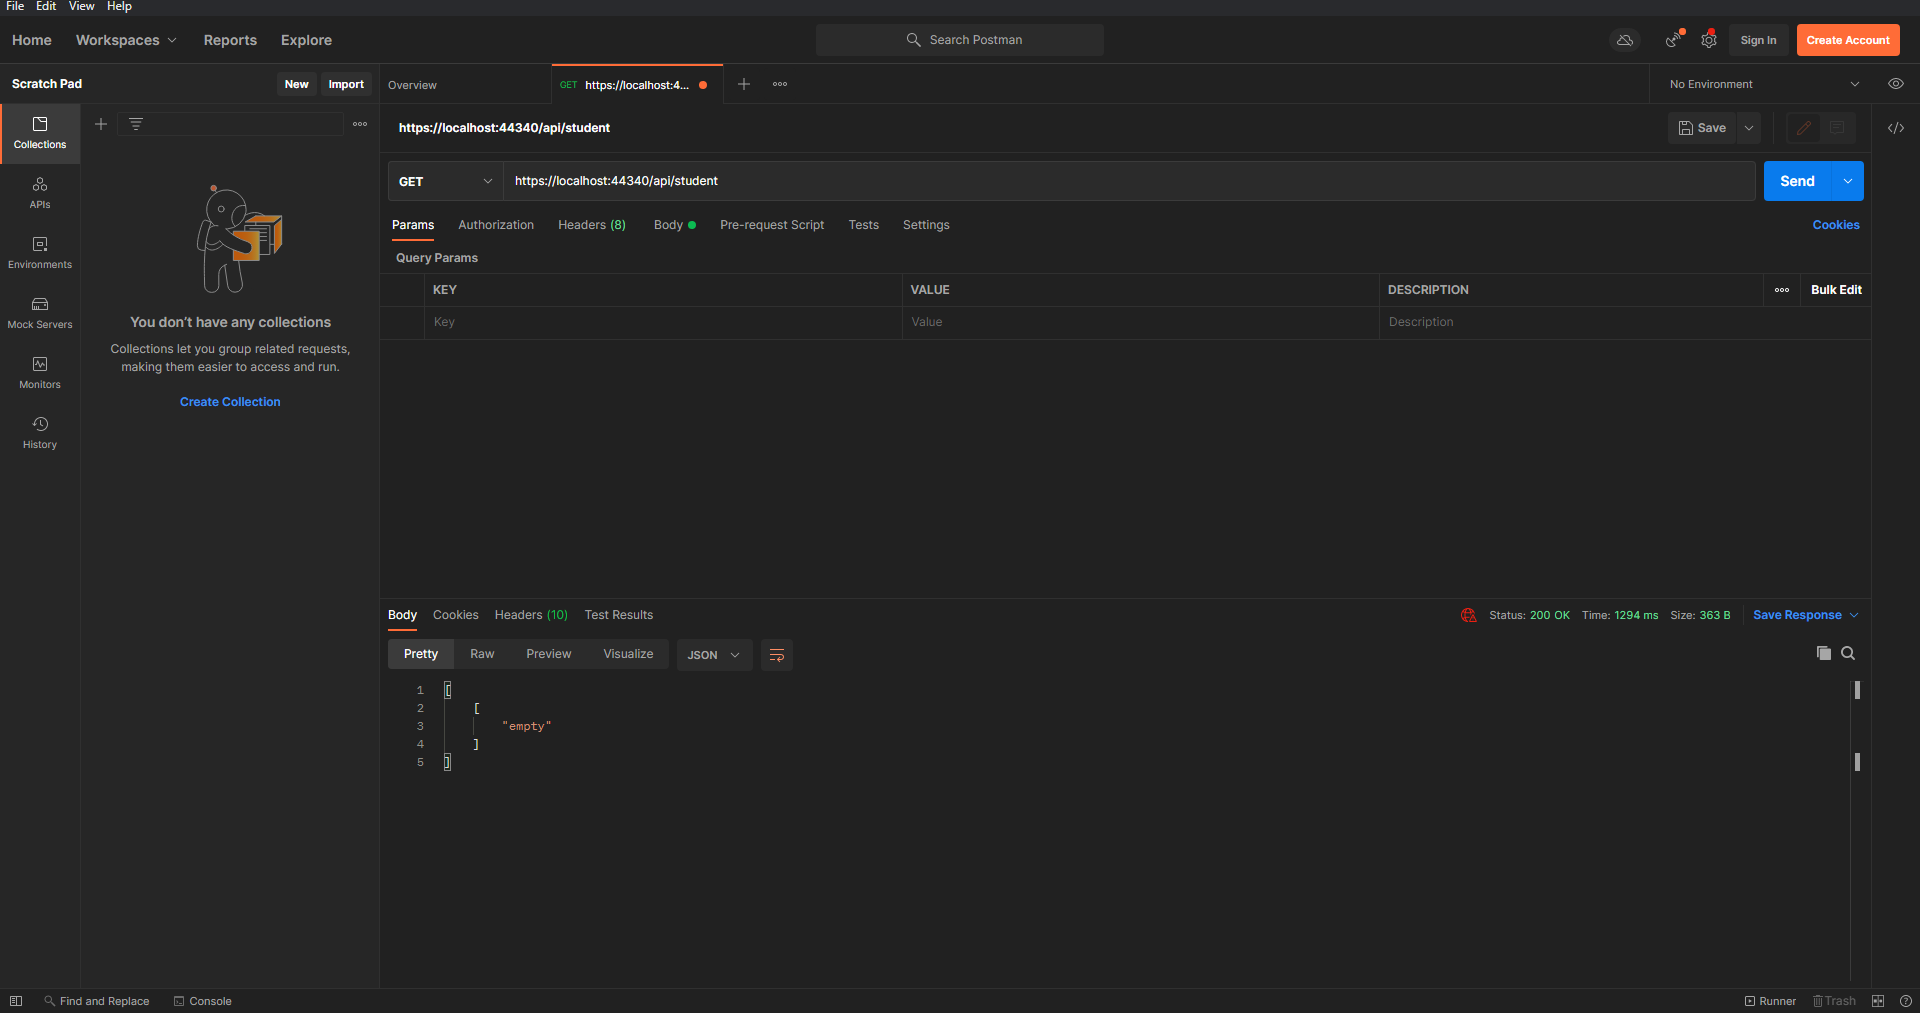 File Edit View Help
Home Workspaces Reports Explore Search Postman Sign In Create Account
Scratch Pad New Import Overview GET https://localhost:4... No Environment
https://localhost:44340/api/student Save
Collections
APIs
Environments
Mock Servers
Monitors
History
You don't have any collections
Collections let you group related requests,
making them easier to access and run.
Create Collection
GET https://localhost:44340/api/student Send
Params Authorization Headers (8) Body Pre-request Script Tests Settings Cookies
Query Params
KEY VALUE DESCRIPTION Bulk Edit
Key Value Description
Body Cookies Headers (10) Test Results Status: 200 OK Time: 1294 ms Size: 363 B Save Response
Pretty Raw Preview Visualize JSON
1 [
2 [
3 "empty"
4 ]
5 ]
Find and Replace Console Runner Trash